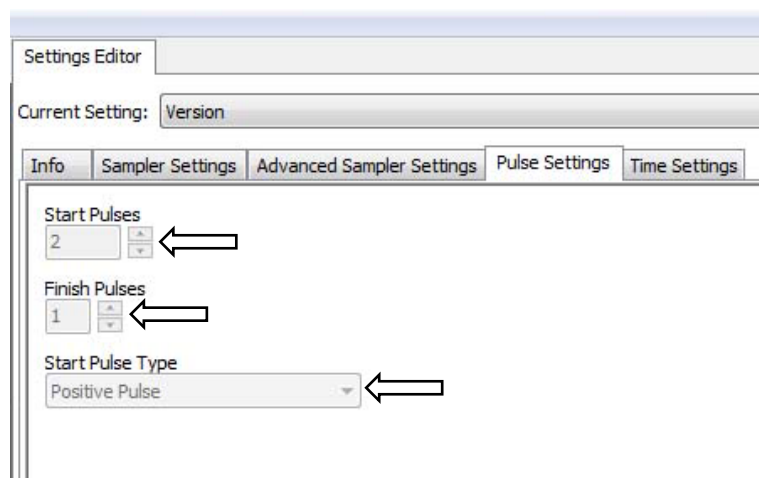 Settings Editor
Current Setting: Version
Info Sampler Settings Advanced Sampler Settings Pulse Settings Time Settings
Start Pulses
2
Finish Pulses
1
Start Pulse Type
Positive Pulse